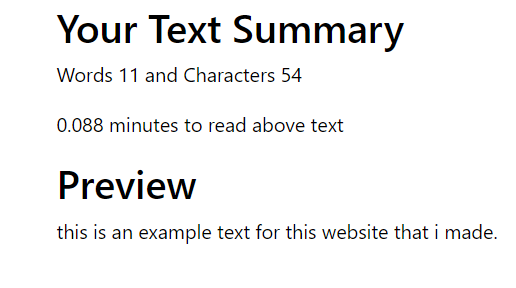 Your Text Summary
Words 11 and Characters 54
0.088 minutes to read above text
Preview
this is an example text for this website that i made.